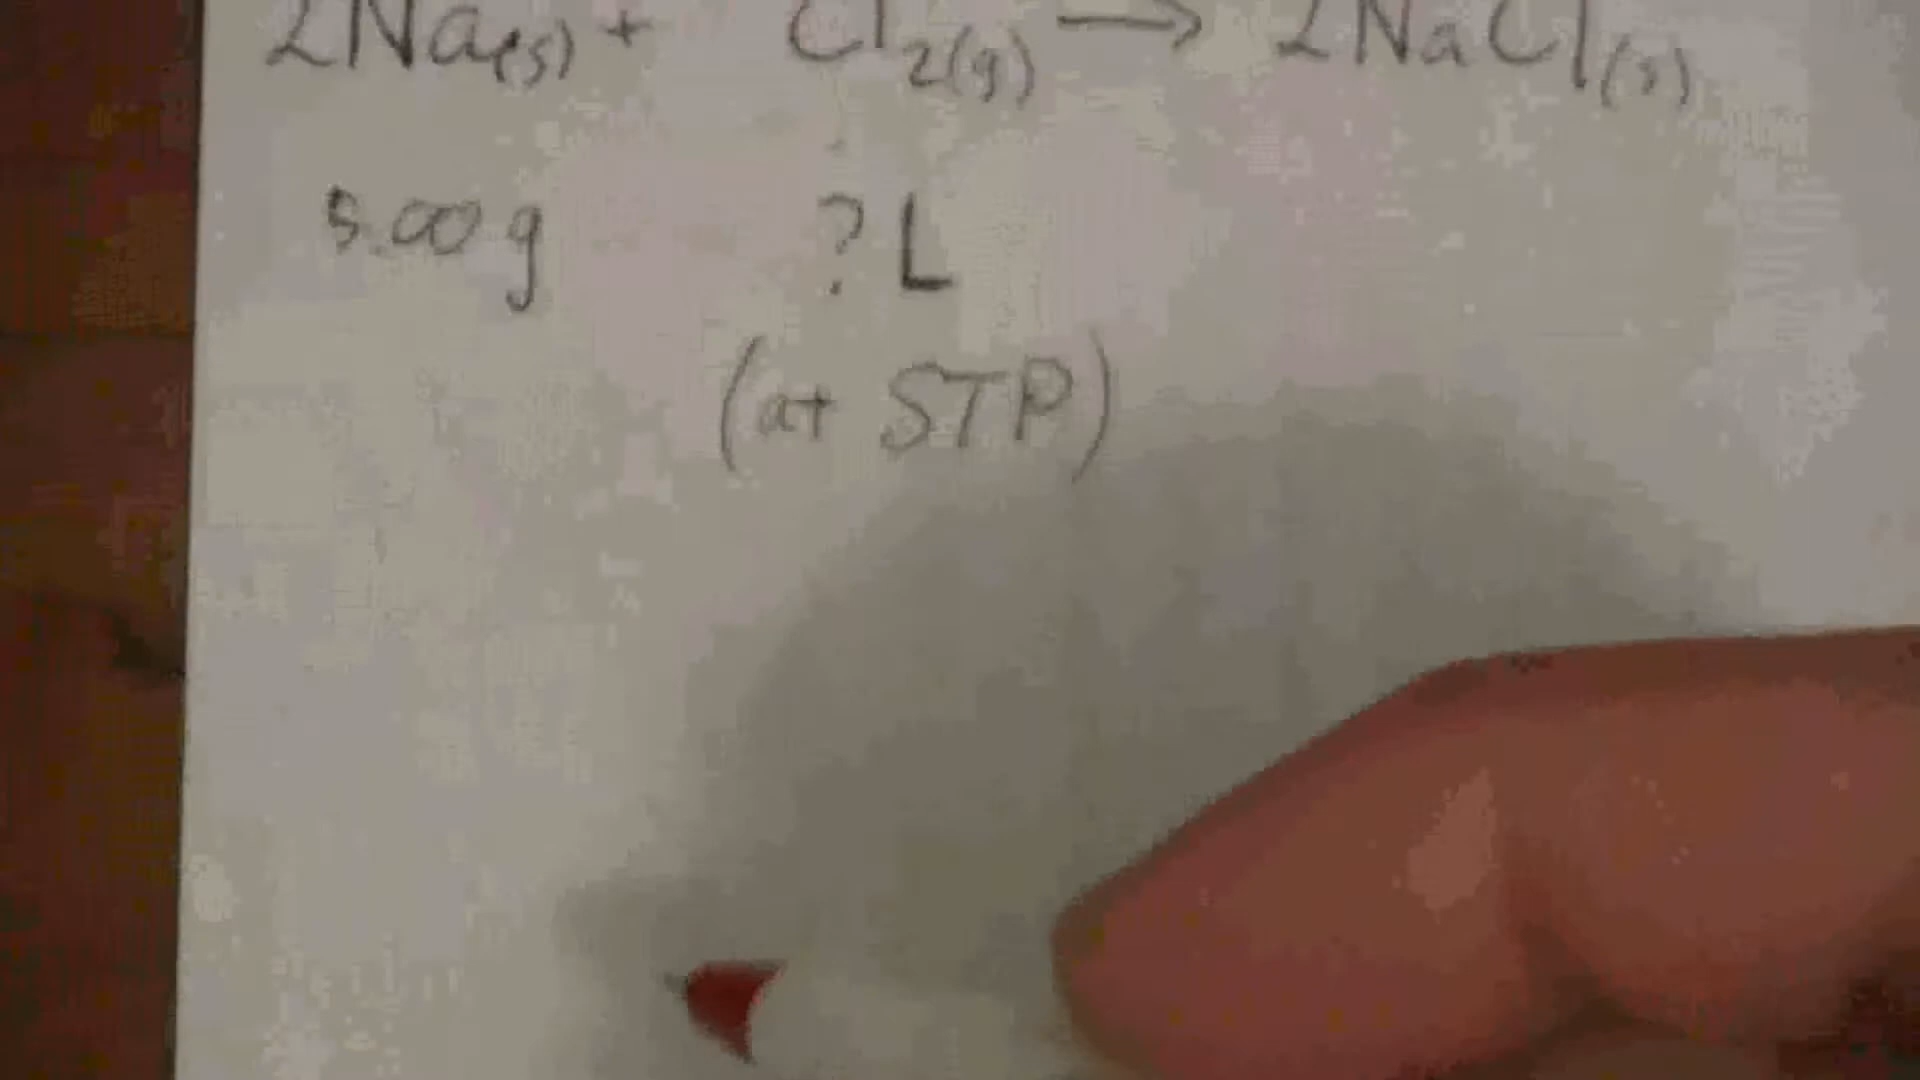 2Na(s) + Cl2(g) → 2NaCl(s)
5.00 g ? L
(at STP)